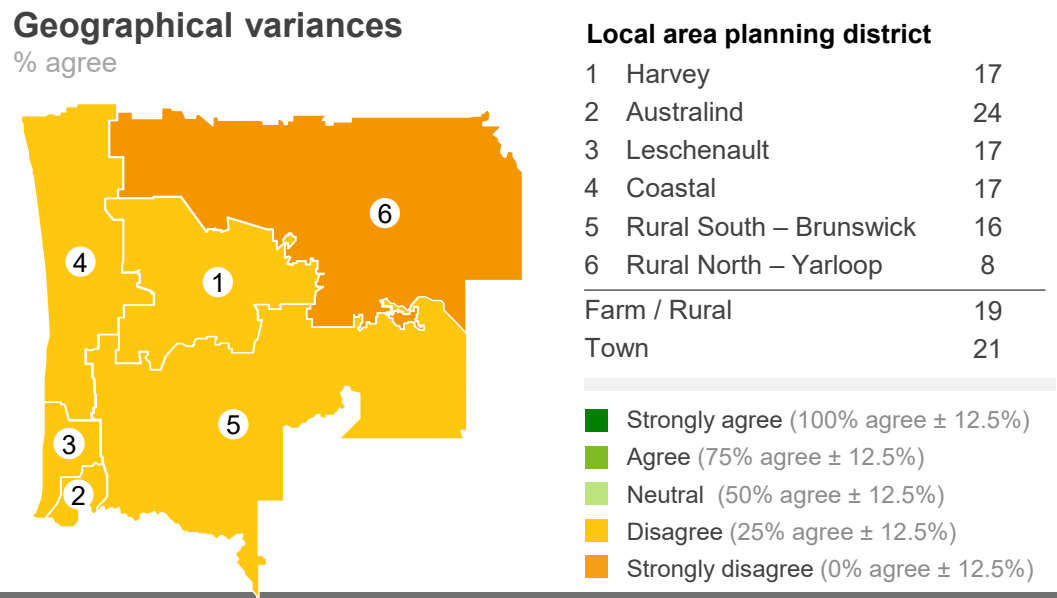 Geographical variances
% agree
4
1
6
5
3
2
Local area planning district
1 Harvey 17
2 Australind 24
3 Leschenault 17
4 Coastal 17
5 Rural South – Brunswick 16
6 Rural North – Yarloop 8
Farm / Rural 19
Town 21
Strongly agree (100% agree ± 12.5%)
Agree (75% agree ± 12.5%)
Neutral (50% agree ± 12.5%)
Disagree (25% agree ± 12.5%)
Strongly disagree (0% agree ± 12.5%)